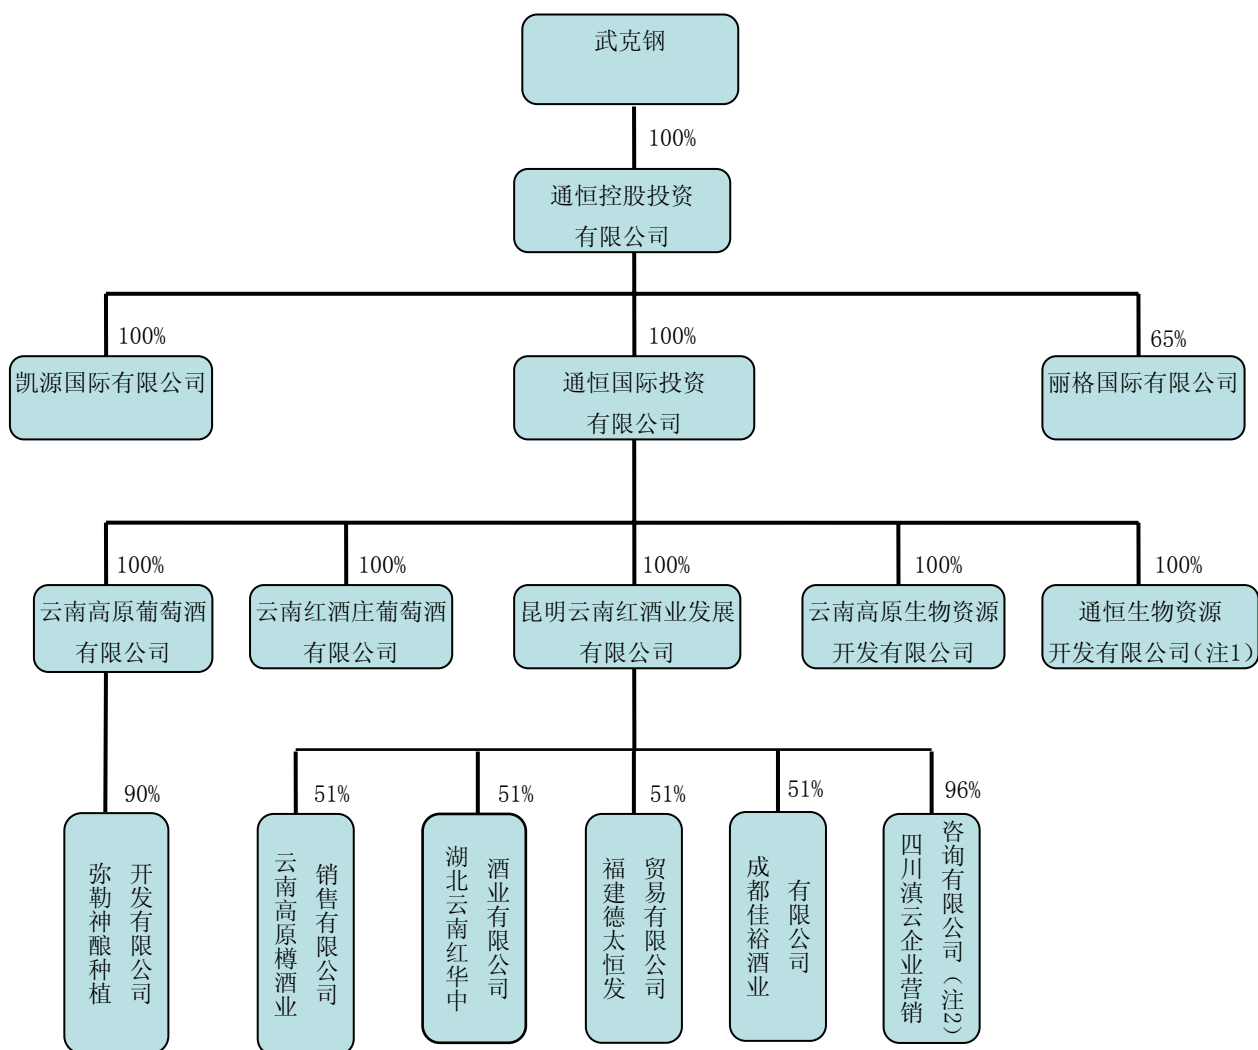 武克钢
100%
通恒控股投资
有限公司
100%
100%
65%
凯源国际有限公司
通恒国际投资
有限公司
丽格国际有限公司
100%
100%
100%
100%
100%
云南高原葡萄酒
有限公司
云南红酒庄葡萄酒
有限公司
昆明云南红酒业发展
有限公司
云南高原生物资源
开发有限公司
通恒生物资源
开发有限公司(注1)
90%
51%
51%
51%
51%
96%
弥勒神酿种植
开发有限公司
云南高原樽酒业
销售有限公司
湖北云南红华中
酒业有限公司
福建德太恒发
贸易有限公司
成都佳裕酒业
有限公司
四川滇云企业营销
咨询有限公司（注2）